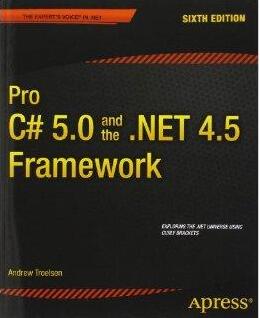 THE EXPERT'S VOICE® IN .NET
SIXTH EDITION
Pro
C# 5.0 and the .NET 4.5
Framework
EXPLORING THE .NET UNIVERSE USING
CURLY BRACKETS
Andrew Troelsen
Apress®